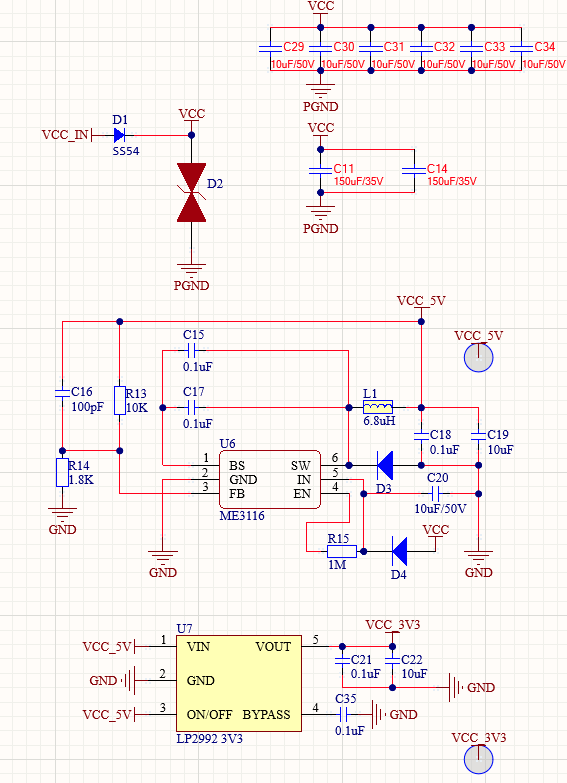 VCC
C29 C30 C31 C32 C33 C34
10uF/50V 10uF/50V 10uF/50V 10uF/50V 10uF/50V 10uF/50V
PGND
D1
VCC_IN
SS54
VCC
D2
PGND
VCC
C11 C14
150uF/35V 150uF/35V
PGND
VCC_5V
VCC_5V
C15
0.1uF
C16
100pF
R13
10K
C17
0.1uF
L1
6.8uH
C18
0.1uF
C19
10uF
R14
1.8K
GND
U6
1 BS SW 6
2 GND IN 5
3 FB EN 4
ME3116
D3
C20
10uF/50V
GND
R15
1M
D4
VCC
GND
U7
VCC_5V 1 VIN VOUT 5
GND 2 GND
VCC_5V 3 ON/OFF BYPASS 4
LP2992 3V3
VCC_3V3
C21
0.1uF
C22
10uF
GND
C35
0.1uF
GND
VCC_3V3